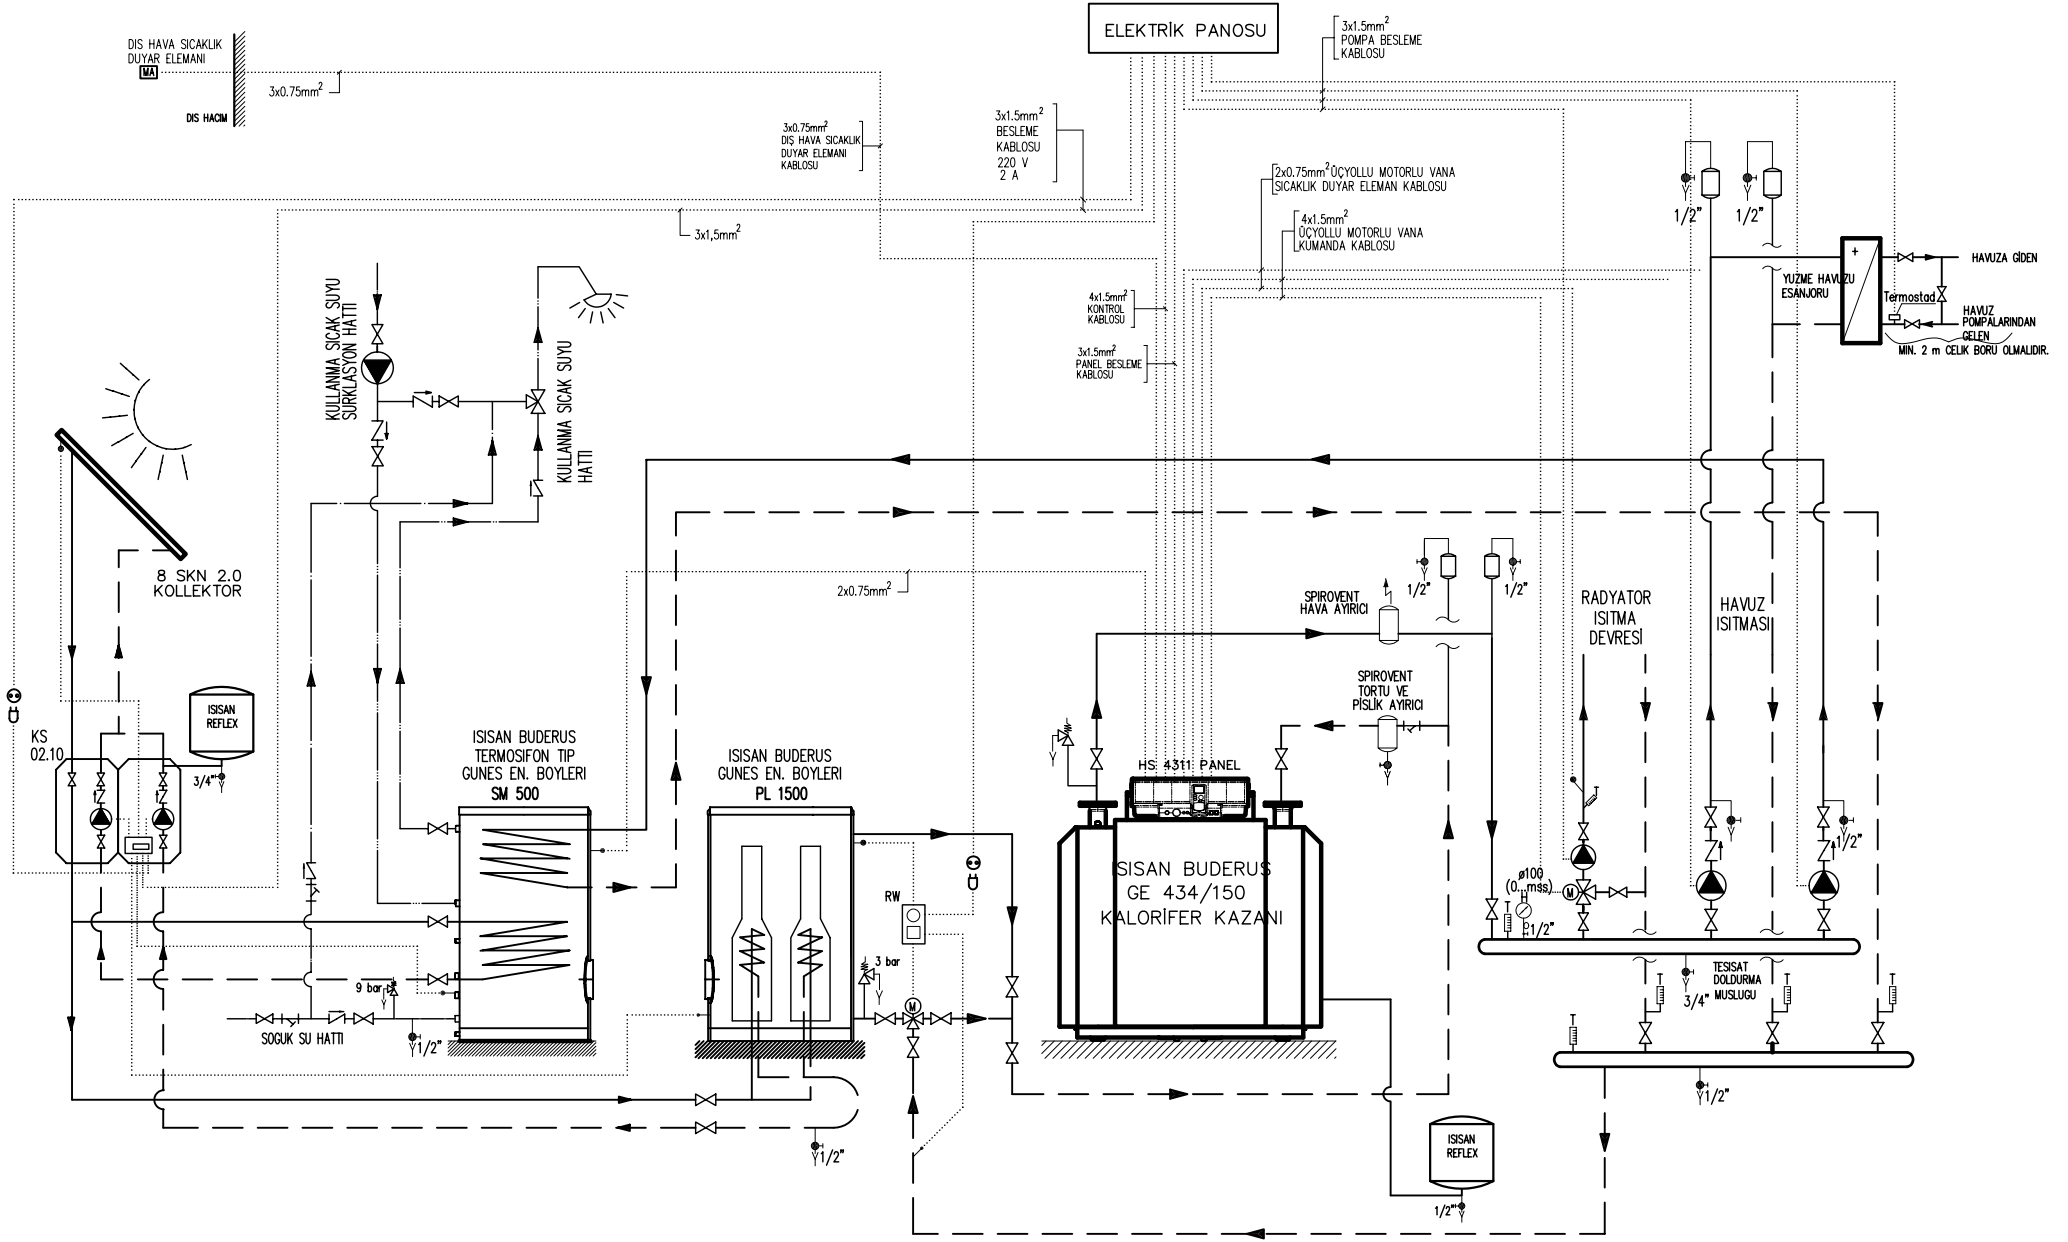 ELEKTRİK PANOSU
3x1.5mm²
POMPA BESLEME
KABLOSU
DIS HAVA SICAKLIK
DUYAR ELEMANI
MA
3x0.75mm²
DIS HACIM
3x0.75mm²
DIŞ HAVA SICAKLIK
DUYAR ELEMANI
KABLOSU
3x1.5mm²
BESLEME
KABLOSU
220 V
2 A
3x1,5mm²
2x0.75mm² ÜÇYOLLU MOTORLU VANA
SICAKLIK DUYAR ELEMAN KABLOSU
4x1.5mm²
ÜÇYOLLU MOTORLU VANA
KUMANDA KABLOSU
4x1.5mm²
KONTROL
KABLOSU
3x1.5mm²
PANEL BESLEME
KABLOSU
1/2"
1/2"
+
YUZME HAVUZU
ESANJORU
HAVUZA GİDEN
Termostad
HAVUZ
POMPALARINDAN
GELEN
MIN. 2 m CELIK BORU OLMALIDIR.
KULLANMA SICAK SUYU
SURKLASYON HATTI
KULLANMA SICAK SUYU
HATTI
8 SKN 2.0
KOLLEKTOR
2x0.75mm²
1/2"
1/2"
SPIROVENT
HAVA AYIRICI
RADYATOR
ISITMA
DEVRESİ
HAVUZ
ISITMASI
SPIROVENT
TORTU VE
PİSLİK AYIRICI
KS
02.10
ISISAN
REFLEX
3/4"
ISISAN BUDERUS
TERMOSIFON TIP
GUNES EN. BOYLERI
SM 500
ISISAN BUDERUS
GUNES EN. BOYLERI
PL 1500
HS 4311 PANEL
ISISAN BUDERUS
GE 434/150
KALORİFER KAZANI
RW
M
3 bar
9 bar
SOGUK SU HATTI
1/2"
1/2"
ø100
M
1/2"
1/2"
TESISAT
DOLDURMA
MUSLUGU
3/4"
1/2"
ISISAN
REFLEX
1/2"